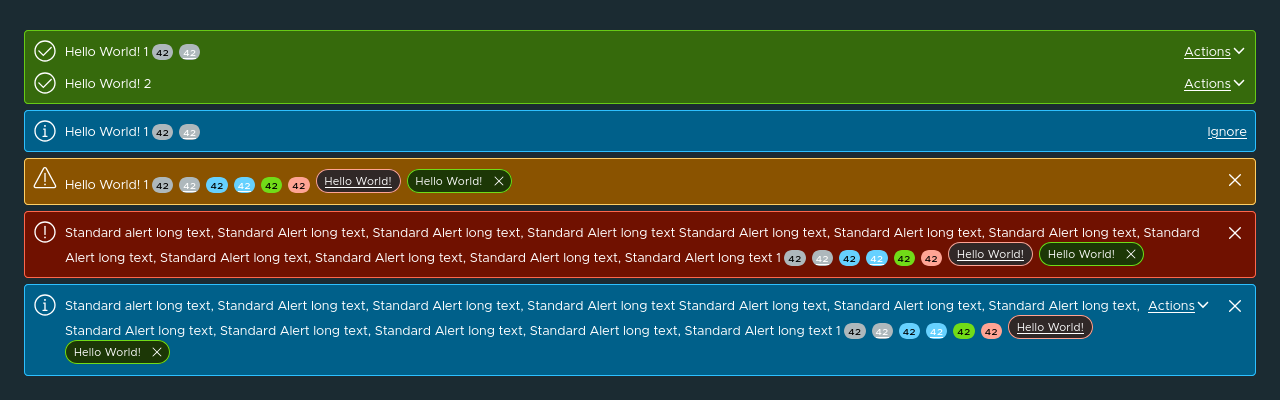 Hello World! 1 42 42 Actions
Hello World! 2 Actions
Hello World! 1 42 42 Ignore
Hello World! 1 42 42 42 42 42 42 Hello World! Hello World!
Standard alert long text, Standard Alert long text, Standard Alert long text, Standard Alert long text Standard Alert long text, Standard Alert long text, Standard Alert long text, Standard
Alert long text, Standard Alert long text, Standard Alert long text, Standard Alert long text, Standard Alert long text 1 42 42 42 42 42 42 Hello World! Hello World!
Standard alert long text, Standard Alert long text, Standard Alert long text, Standard Alert long text Standard Alert long text, Standard Alert long text, Standard Alert long text, Actions
Standard Alert long text, Standard Alert long text, Standard Alert long text, Standard Alert long text, Standard Alert long text 1 42 42 42 42 42 42 Hello World!
Hello World!